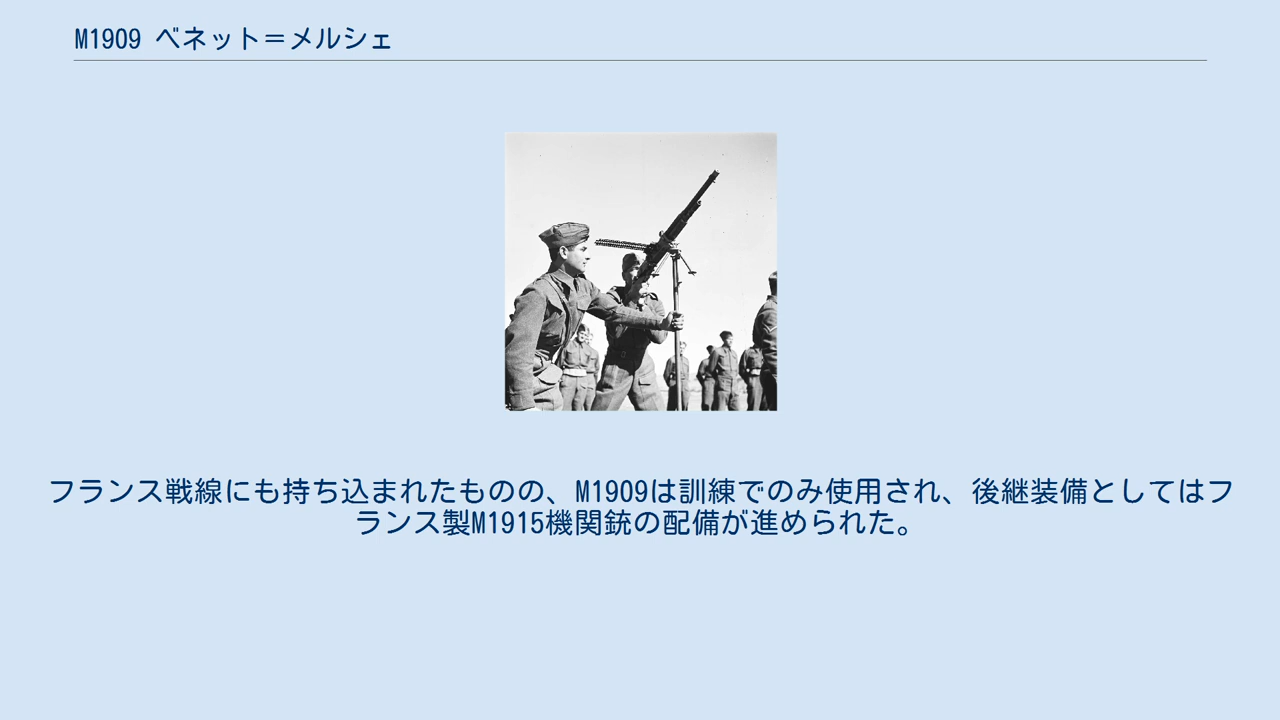 M1909 ベネット＝メルシェ
フランス戦線にも持ち込まれたものの、M1909は訓練でのみ使用され、後継装備としてはフ
ランス製M1915機関銃の配備が進められた。